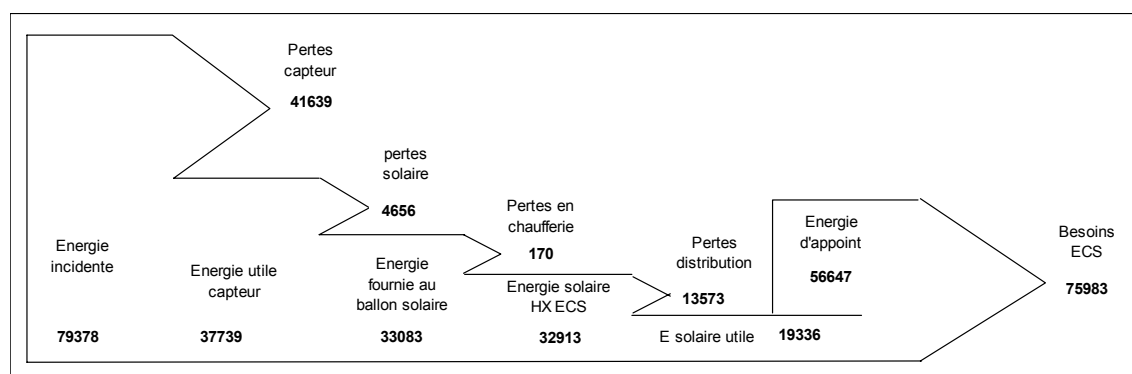 Pertes
capteur
41639
pertes
solaire
4656
Pertes en
chaufferie
170
Pertes
distribution
13573
Energie
d'appoint
56647
Besoins
ECS
75983
Energie
incidente
79378
Energie utile
capteur
37739
Energie
fournie au
ballon solaire
33083
Energie solaire
HX ECS
32913
E solaire utile
19336